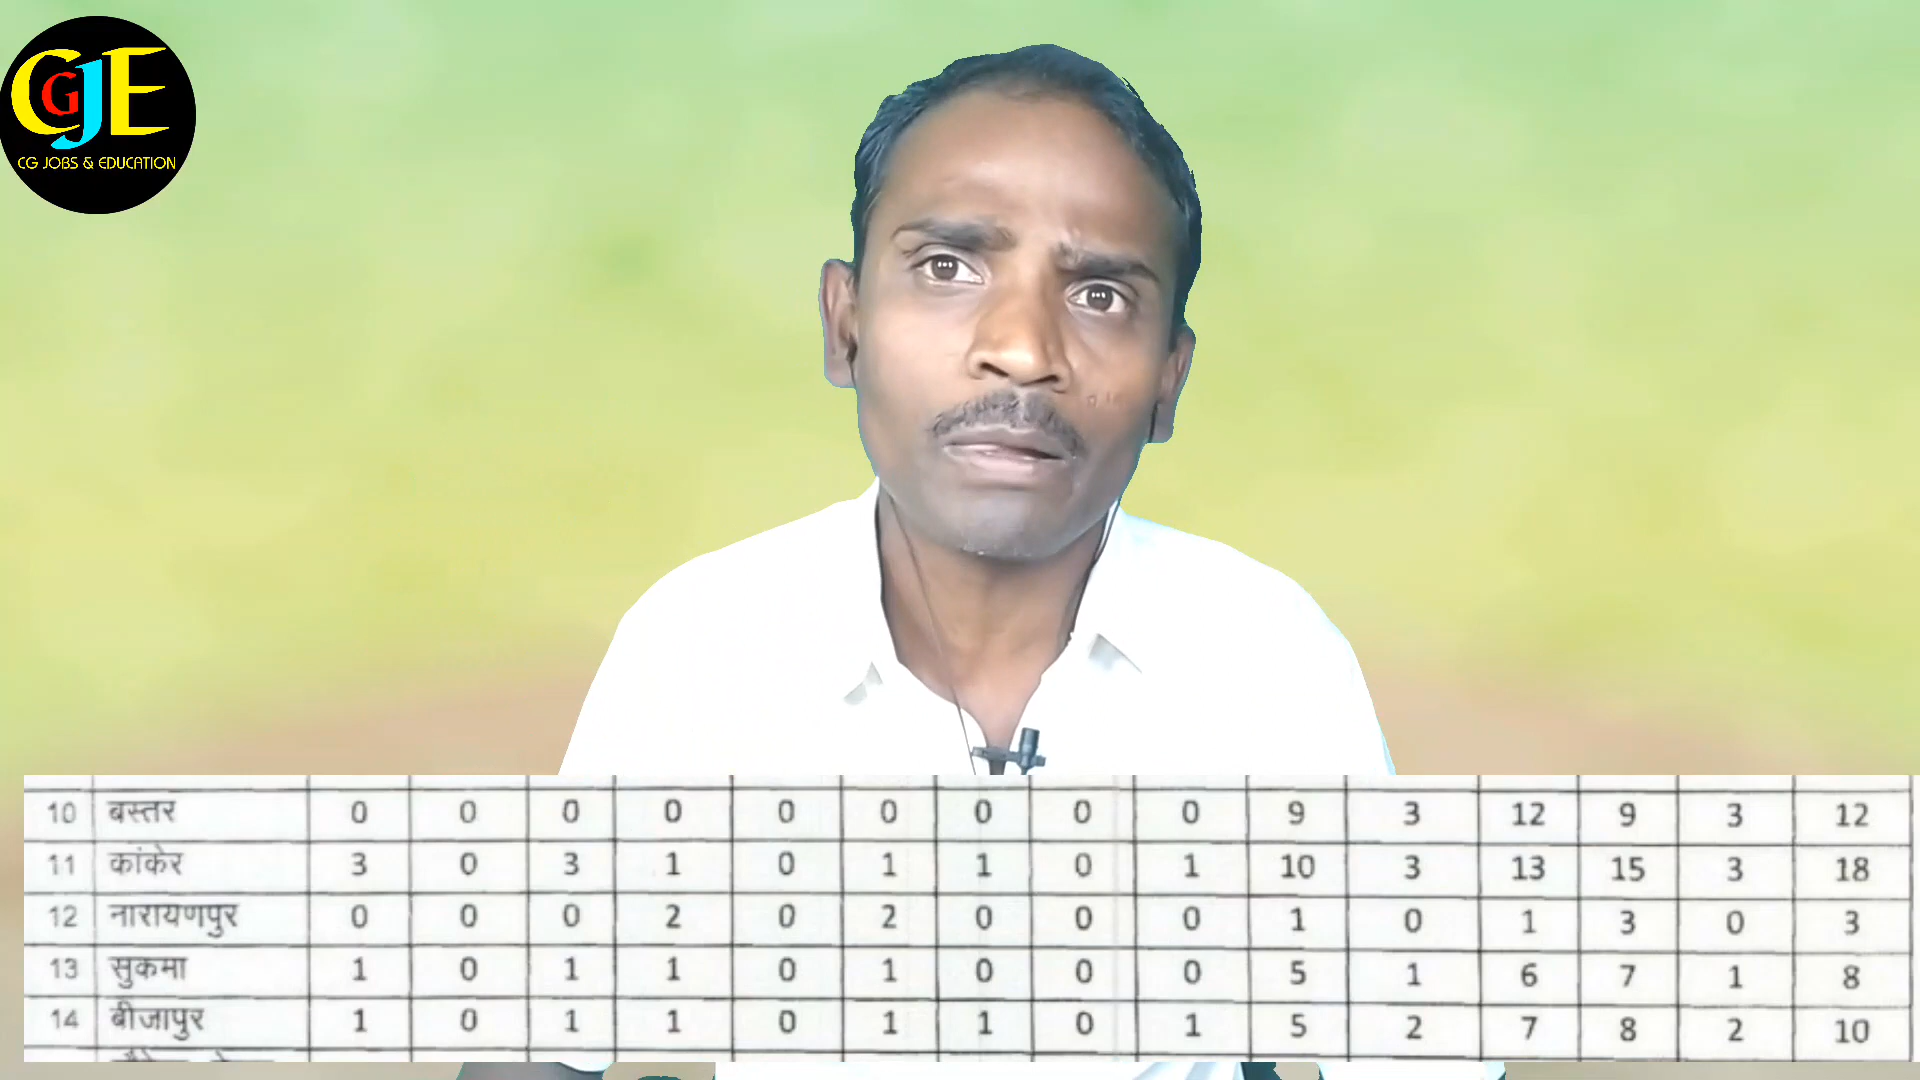 CGJE
CG JOBS & EDUCATION
10 बस्तर 0 0 0 0 0 0 0 0 0 9 3 12 9 3 12
11 कांकेर 3 0 3 1 0 1 1 0 1 10 3 13 15 3 18
12 नारायणपुर 0 0 0 2 0 2 0 0 0 1 0 1 3 0 3
13 सुकमा 1 0 1 1 0 1 0 0 0 5 1 6 7 1 8
14 बीजापुर 1 0 1 1 0 1 1 0 1 5 2 7 8 2 10